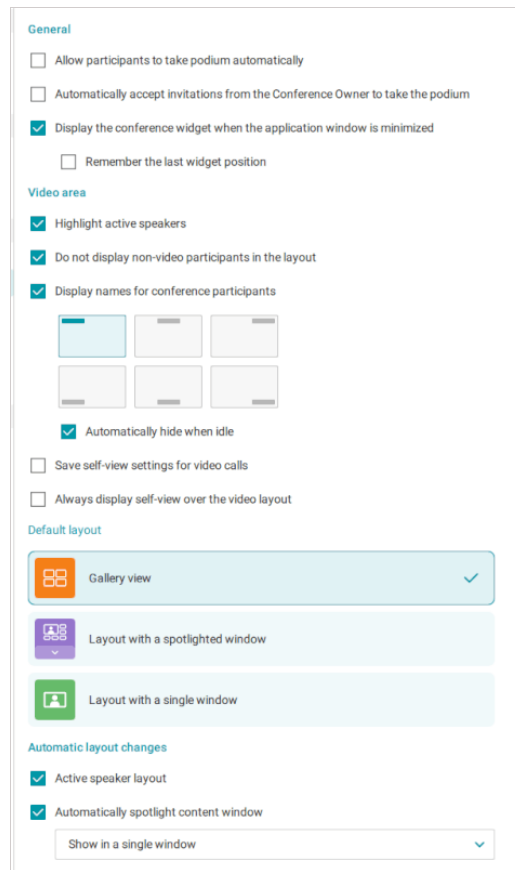 General
Allow participants to take podium automatically
Automatically accept invitations from the Conference Owner to take the podium
Display the conference widget when the application window is minimized
Remember the last widget position
Video area
Highlight active speakers
Do not display non-video participants in the layout
Display names for conference participants
Automatically hide when idle
Save self-view settings for video calls
Always display self-view over the video layout
Default layout
Gallery view
Layout with a spotlighted window
Layout with a single window
Automatic layout changes
Active speaker layout
Automatically spotlight content window
Show in a single window